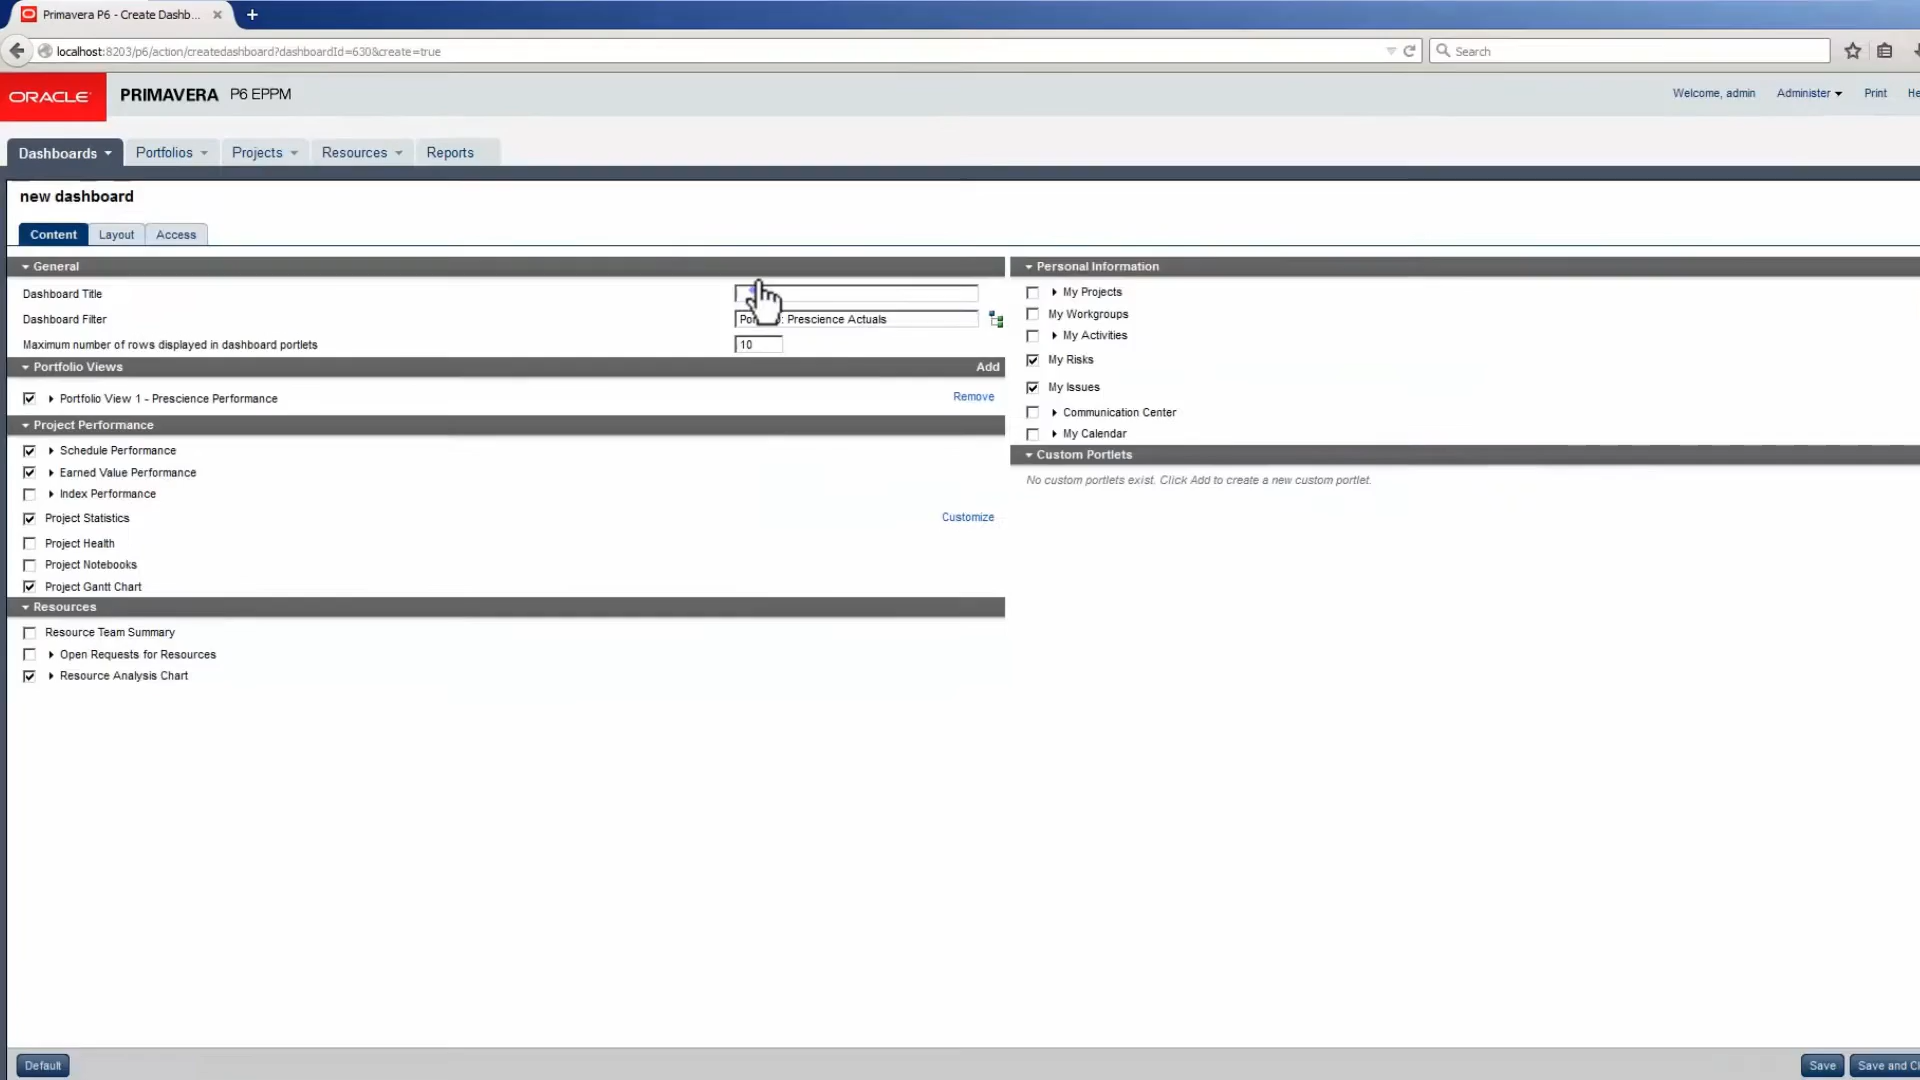 Primavera P6 - Create Dashb...
localhost:8203/p6/action/createdashboard?dashboardId=630&create=true
Search
ORACLE
PRIMAVERA P6 EPPM
Welcome, admin Administer Print He
Dashboards Portfolios Projects Resources Reports
new dashboard
Content Layout Access
General
Dashboard Title
Dashboard Filter Prescience Actuals
Maximum number of rows displayed in dashboard portlets 10
Portfolio Views Add
Portfolio View 1 - Prescience Performance Remove
Project Performance
Schedule Performance
Earned Value Performance
Index Performance
Project Statistics Customize
Project Health
Project Notebooks
Project Gantt Chart
Resources
Resource Team Summary
Open Requests for Resources
Resource Analysis Chart
Personal Information
My Projects
My Workgroups
My Activities
My Risks
My Issues
Communication Center
My Calendar
Custom Portlets
No custom portlets exist. Click Add to create a new custom portlet.
Default Save Save and Cl